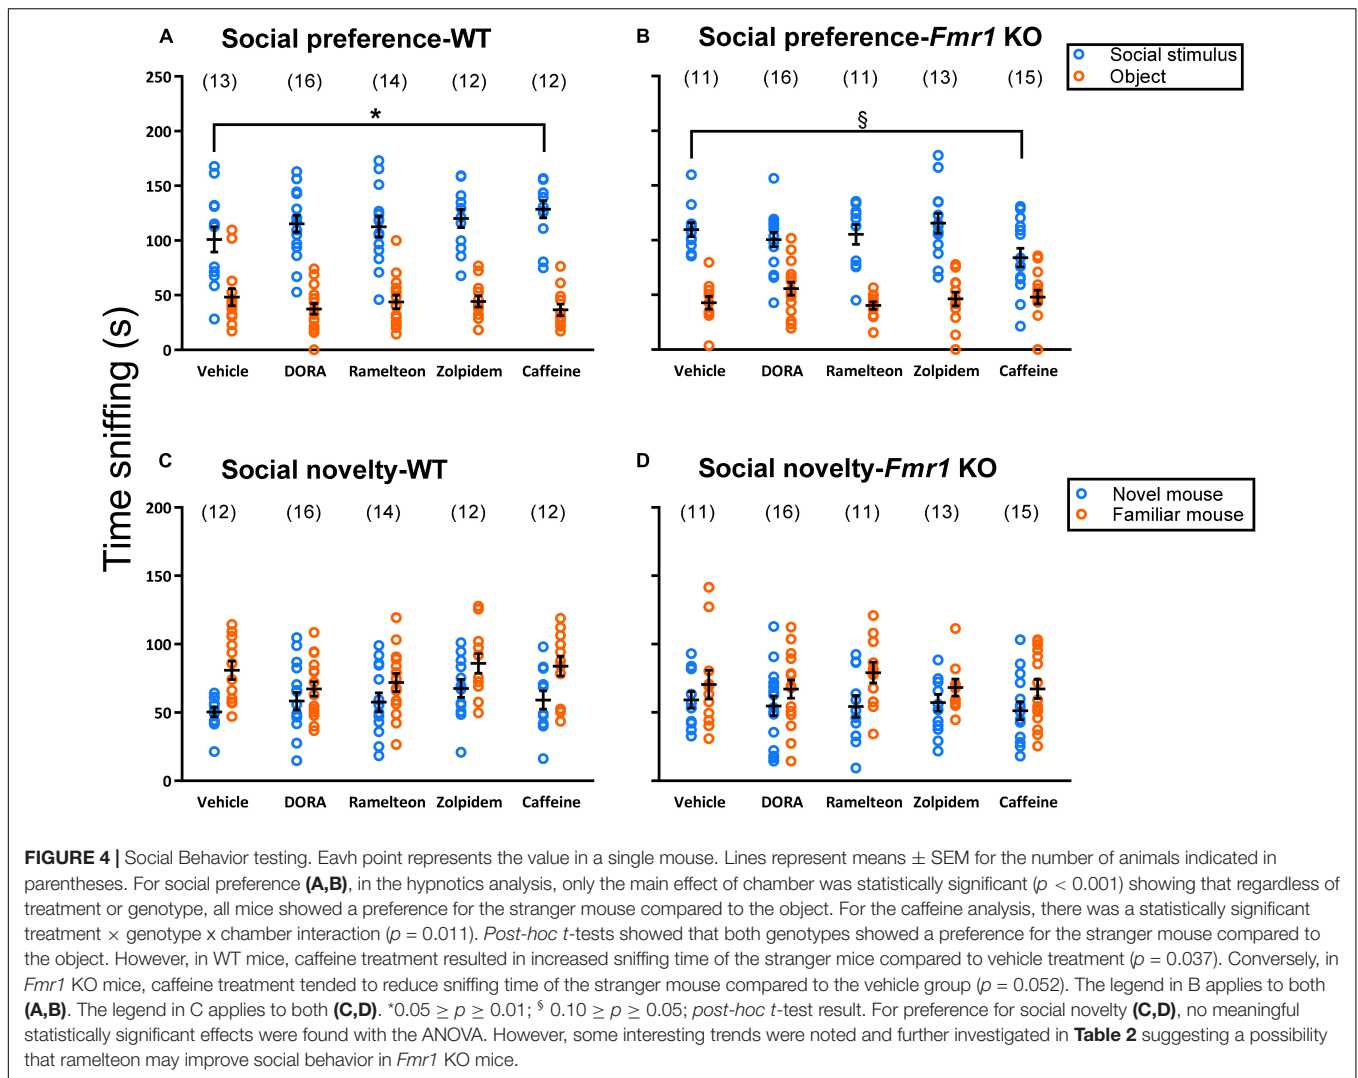 A Social preference-WT
B Social preference-Fmr1 KO
Social stimulus
Object
250 (13) (16) (14) (12) (12)
(11) (16) (11) (13) (15)
*
§
200
150
100
50
0
Vehicle DORA Ramelteon Zolpidem Caffeine
Vehicle DORA Ramelteon Zolpidem Caffeine
Time sniffing (s)
C Social novelty-WT
D Social novelty-Fmr1 KO
Novel mouse
Familiar mouse
200 (12) (16) (14) (12) (12)
(11) (16) (11) (13) (15)
150
100
50
0
Vehicle DORA Ramelteon Zolpidem Caffeine
Vehicle DORA Ramelteon Zolpidem Caffeine
FIGURE 4 | Social Behavior testing. Eavh point represents the value in a single mouse. Lines represent means ± SEM for the number of animals indicated in
parentheses. For social preference (A,B), in the hypnotics analysis, only the main effect of chamber was statistically significant (p < 0.001) showing that regardless of
treatment or genotype, all mice showed a preference for the stranger mouse compared to the object. For the caffeine analysis, there was a statistically significant
treatment × genotype x chamber interaction (p = 0.011). Post-hoc t-tests showed that both genotypes showed a preference for the stranger mouse compared to
the object. However, in WT mice, caffeine treatment resulted in increased sniffing time of the stranger mice compared to vehicle treatment (p = 0.037). Conversely, in
Fmr1 KO mice, caffeine treatment tended to reduce sniffing time of the stranger mouse compared to the vehicle group (p = 0.052). The legend in B applies to both
(A,B). The legend in C applies to both (C,D). *0.05 ≥ p ≥ 0.01; § 0.10 ≥ p ≥ 0.05; post-hoc t-test result. For preference for social novelty (C,D), no meaningful
statistically significant effects were found with the ANOVA. However, some interesting trends were noted and further investigated in Table 2 suggesting a possibility
that ramelteon may improve social behavior in Fmr1 KO mice.